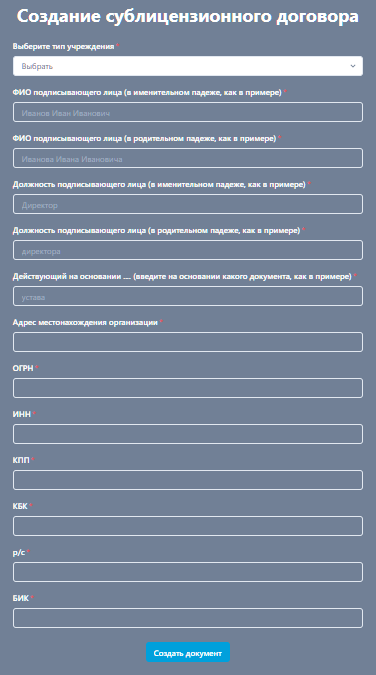 Создание сублицензионного договора
Выберите тип учреждения *
Выбрать
ФИО подписывающего лица (в именительном падеже, как в примере) *
Иванов Иван Иванович
ФИО подписывающего лица (в родительном падеже, как в примере) *
Иванова Ивана Ивановича
Должность подписывающего лица (в именительном падеже, как в примере) *
Директор
Должность подписывающего лица (в родительном падеже, как в примере) *
директора
Действующий на основании .... (введите на основании какого документа, как в примере) *
устава
Адрес местонахождения организации *
ОГРН *
ИНН *
КПП *
КБК *
р/с *
БИК *
Создать документ